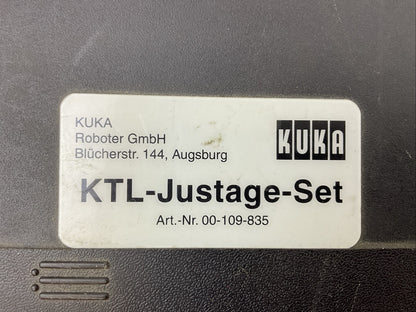 KUKA
Roboter GmbH
Blücherstr. 144, Augsburg
KUKA
KTL-Justage-Set
Art.-Nr. 00-109-835